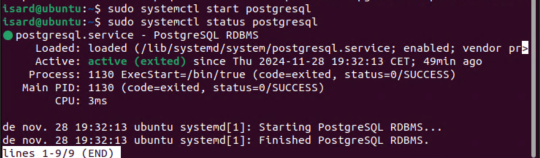 isard@ubuntu:~$ sudo systemctl start postgresql
isard@ubuntu:~$ sudo systemctl status postgresql
● postgresql.service - PostgreSQL RDBMS
     Loaded: loaded (/lib/systemd/system/postgresql.service; enabled; vendor pr>
     Active: active (exited) since Thu 2024-11-28 19:32:13 CET; 49min ago
    Process: 1130 ExecStart=/bin/true (code=exited, status=0/SUCCESS)
   Main PID: 1130 (code=exited, status=0/SUCCESS)
        CPU: 3ms

de nov. 28 19:32:13 ubuntu systemd[1]: Starting PostgreSQL RDBMS...
de nov. 28 19:32:13 ubuntu systemd[1]: Finished PostgreSQL RDBMS.
lines 1-9/9 (END)